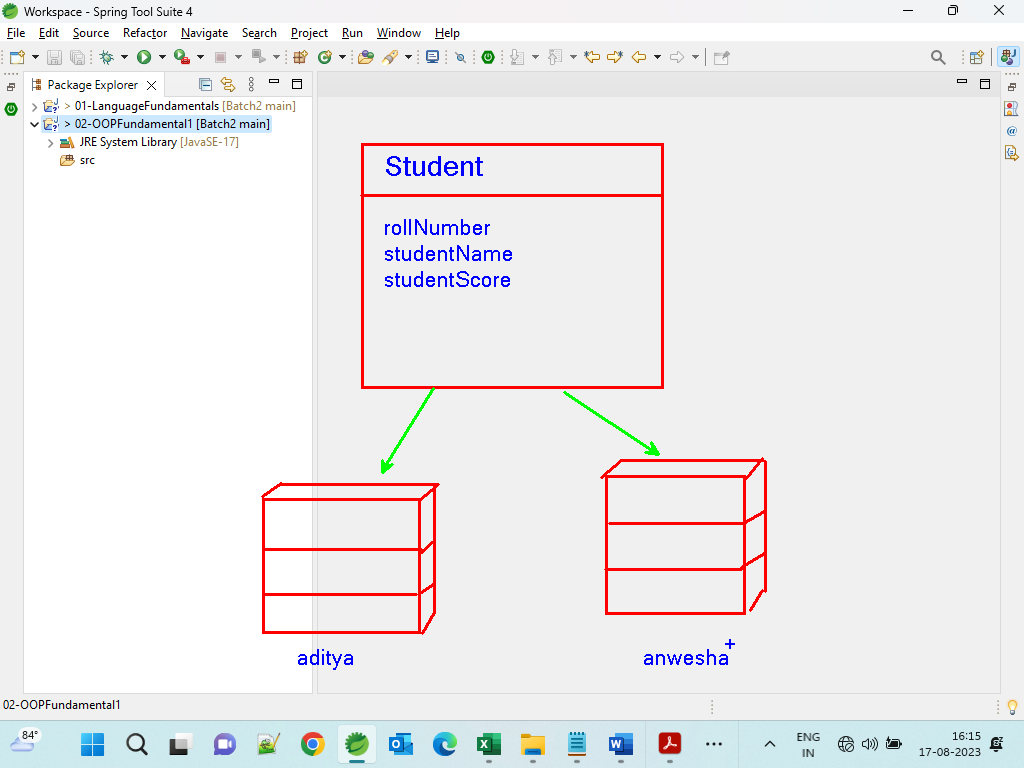 Workspace - Spring Tool Suite 4
File Edit Source Refactor Navigate Search Project Run Window Help
Package Explorer
> 01-LanguageFundamentals [Batch2 main]
> 02-OOPFundamental1 [Batch2 main]
JRE System Library [JavaSE-17]
src
Student
rollNumber
studentName
studentScore
aditya
anwesha
02-OOPFundamental1
84°
ENG
IN
16:15
17-08-2023